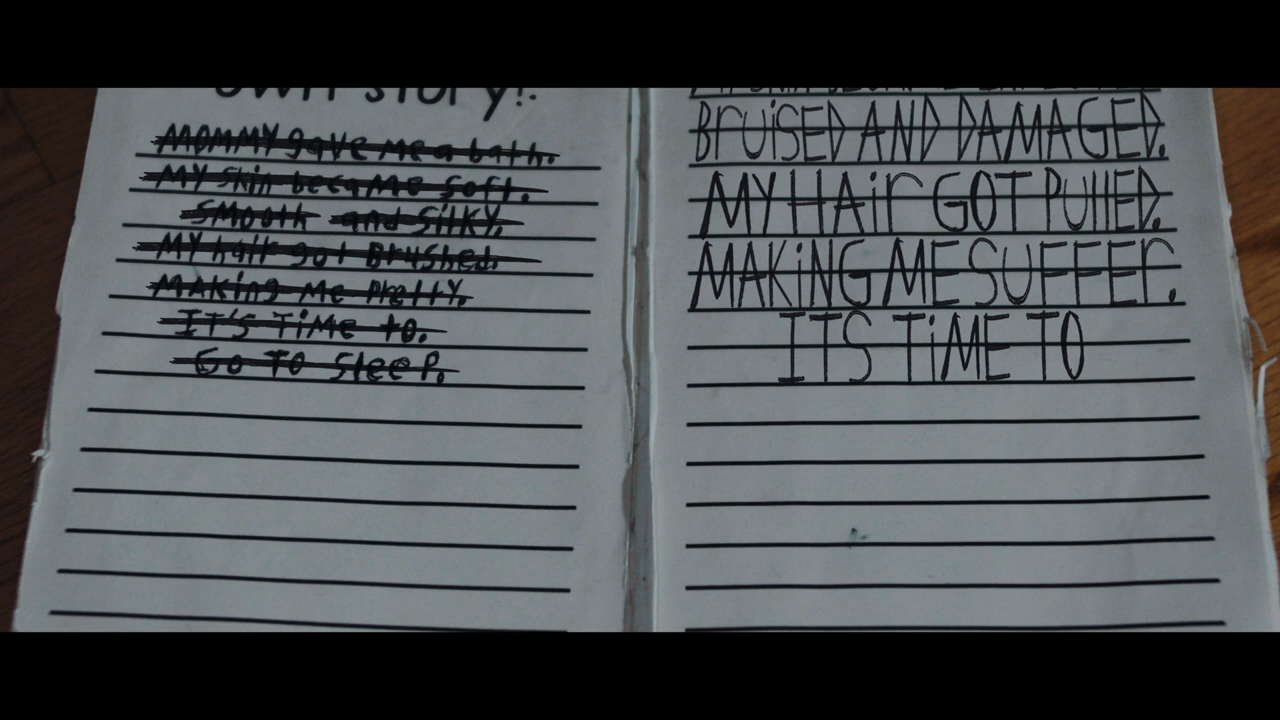 own story!:
MOMMY gave Me a bath.
MY skin became soft.
SMooth and SilKY.
MY hair got Brushed.
MAKing Me PReTTY.
IT'S TiMe to.
Go To SleeP.
BRUiSED AND DAMAGED.
MY HAir GOT PUllED.
MAKiNG ME SUFFEr.
ITS TiME TO